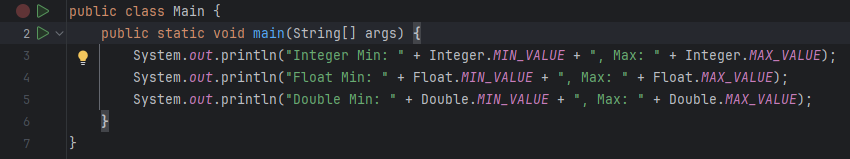 public class Main {
2 public static void main(String[] args) {
3 System.out.println("Integer Min: " + Integer.MIN_VALUE + ", Max: " + Integer.MAX_VALUE);
4 System.out.println("Float Min: " + Float.MIN_VALUE + ", Max: " + Float.MAX_VALUE);
5 System.out.println("Double Min: " + Double.MIN_VALUE + ", Max: " + Double.MAX_VALUE);
6 }
7 }